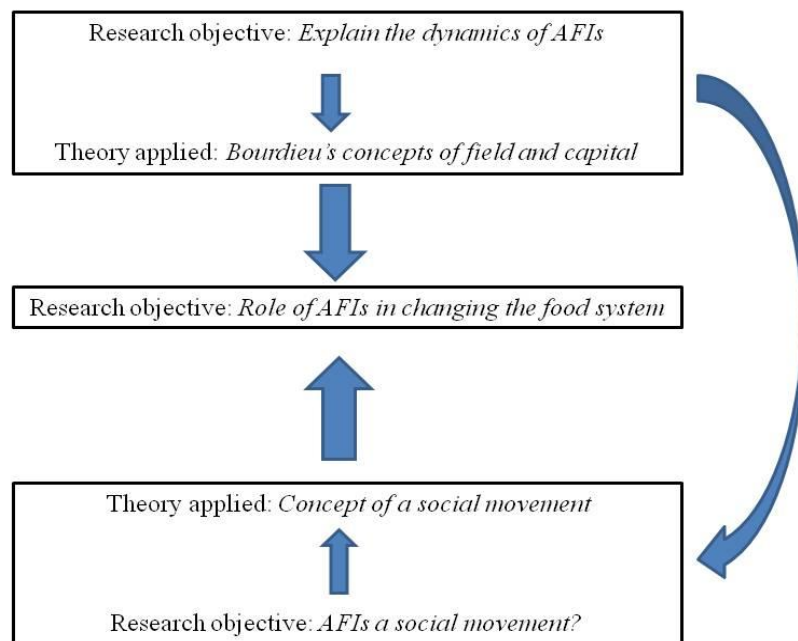 Research objective: Explain the dynamics of AFIs
Theory applied: Bourdieu's concepts of field and capital
Research objective: Role of AFIs in changing the food system
Theory applied: Concept of a social movement
Research objective: AFIs a social movement?